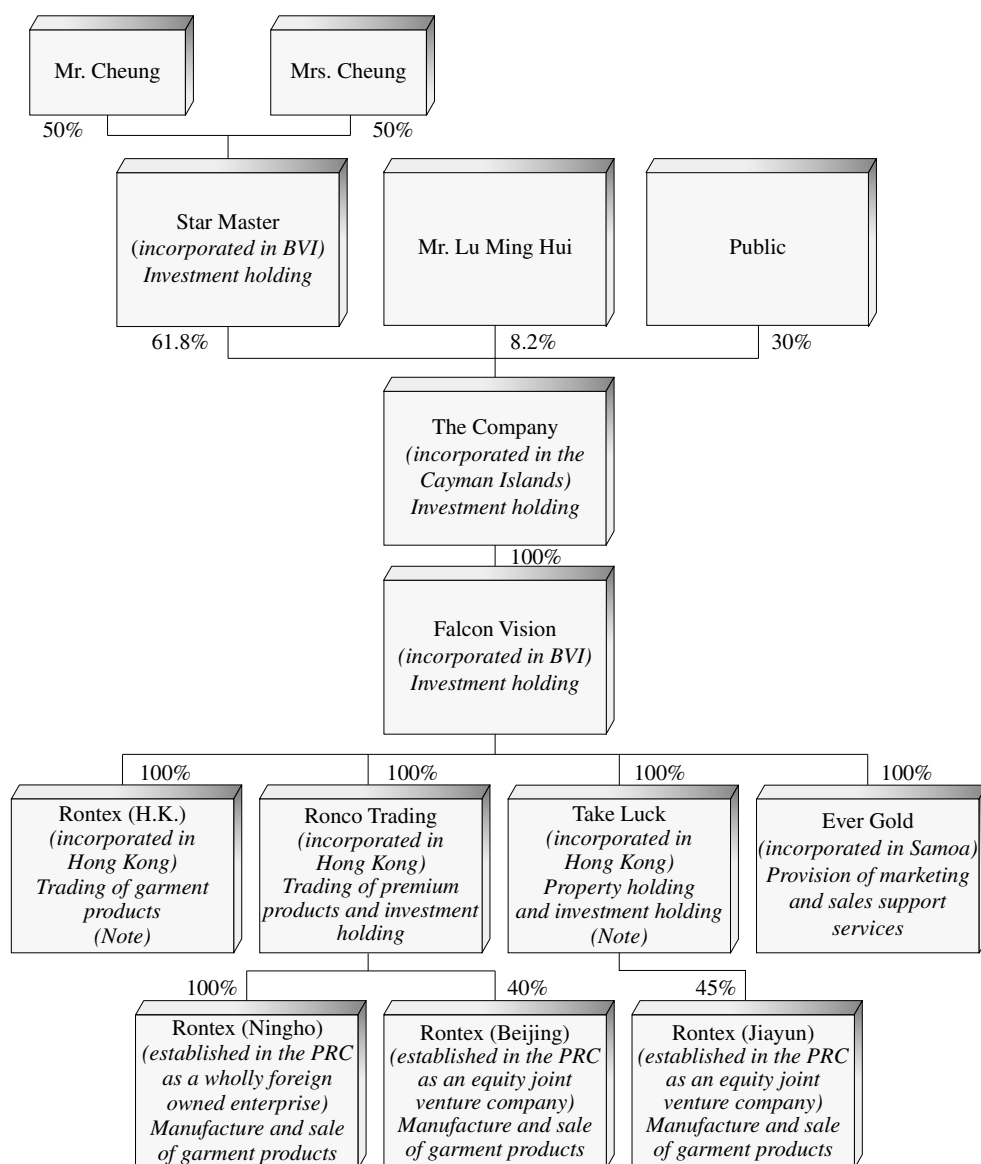 Mr. Cheung
Mrs. Cheung
50%
50%
Star Master
(incorporated in BVI)
Investment holding
Mr. Lu Ming Hui
Public
61.8%
8.2%
30%
The Company
(incorporated in the
Cayman Islands)
Investment holding
100%
Falcon Vision
(incorporated in BVI)
Investment holding
100%
100%
100%
100%
Rontex (H.K.)
(incorporated in
Hong Kong)
Trading of garment
products
(Note)
Ronco Trading
(incorporated in
Hong Kong)
Trading of premium
products and investment
holding
Take Luck
(incorporated in
Hong Kong)
Property holding
and investment holding
(Note)
Ever Gold
(incorporated in Samoa)
Provision of marketing
and sales support
services
100%
40%
45%
Rontex (Ningho)
(established in the PRC
as a wholly foreign
owned enterprise)
Manufacture and sale
of garment products
Rontex (Beijing)
(established in the PRC
as an equity joint
venture company)
Manufacture and sale
of garment products
Rontex (Jiayun)
(established in the PRC
as an equity joint
venture company)
Manufacture and sale
of garment products